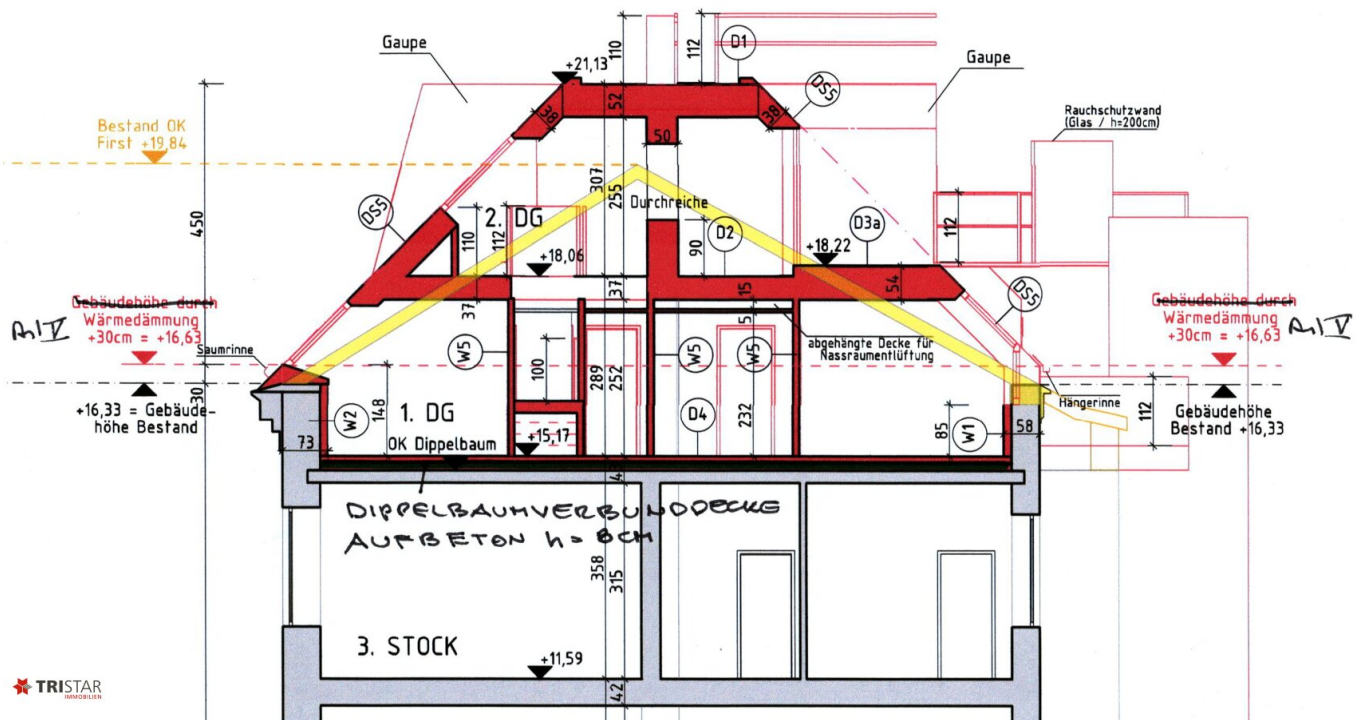 110
112
D1
Gaupe
Gaupe
+21,13
DS5
52
38
38
50
Rauchschutzwand
(Glas / h=200cm)
Bestand OK
First +19,84
307
255
Durchreiche
450
DS5
2. DG
110
112
D2
D3a
90
112
+18,06
+18,22
37
37
15
54
DS5
5
Gebäudehöhe durch
Wärmedämmung
+30cm = +16,63
Gebäudehöhe durch
Wärmedämmung
+30cm = +16,63
Saumrinne
W5
W5
W5
abgehängte Decke für
Nassräumentlüftung
100
289
252
30
+16,33 = Gebäude-
höhe Bestand
148
W2
1. DG
D4
232
85
W1
58
Hängerinne
112
Gebäudehöhe
Bestand +16,33
73
OK Dippelbaum
+15,17
DIPPELBAUMVERBUNDDECKE
AUFBETON h= 8CM
358
315
3. STOCK
+11,59
42
TRISTAR
IMMOBILIEN